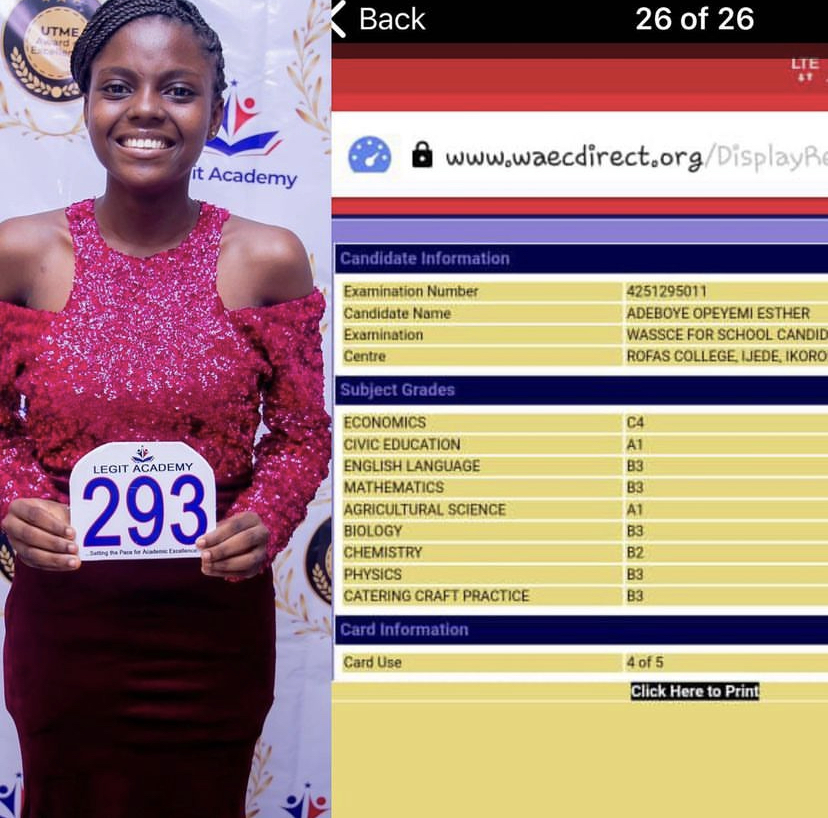 UTME
Award
Excellen
it Academy
LEGIT ACADEMY
293
...Setting the Pace for Academic Excellence
Back
26 of 26
LTE
www.waecdirect.org/DisplayRe
Candidate Information
Examination Number 4251295011
Candidate Name ADEBOYE OPEYEMI ESTHER
Examination WASSCE FOR SCHOOL CANDID
Centre ROFAS COLLEGE, IJEDE, IKORO
Subject Grades
ECONOMICS C4
CIVIC EDUCATION A1
ENGLISH LANGUAGE B3
MATHEMATICS B3
AGRICULTURAL SCIENCE A1
BIOLOGY B3
CHEMISTRY B2
PHYSICS B3
CATERING CRAFT PRACTICE B3
Card Information
Card Use 4 of 5
Click Here to Print